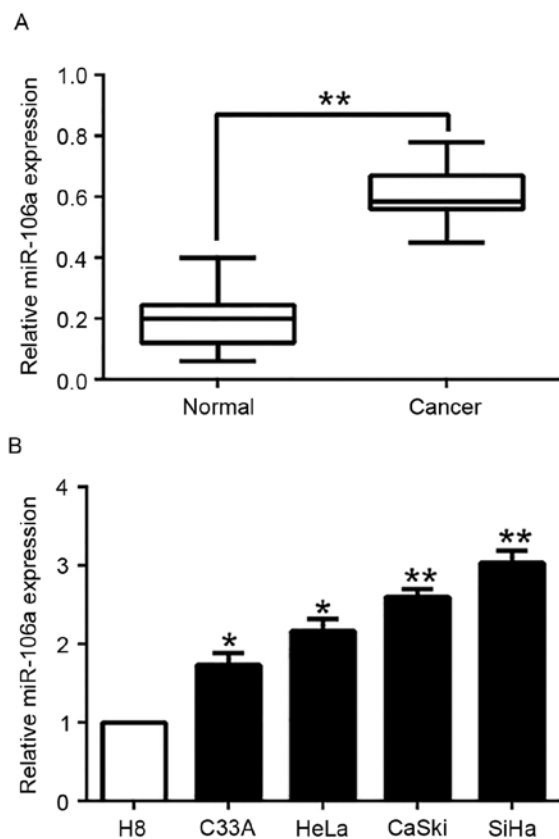 A
Relative miR-106a expression
1.0
0.8
0.6
0.4
0.2
0.0
**
Normal Cancer
B
Relative miR-106a expression
4
3
2
1
0
* * ** **
H8 C33A HeLa CaSki SiHa